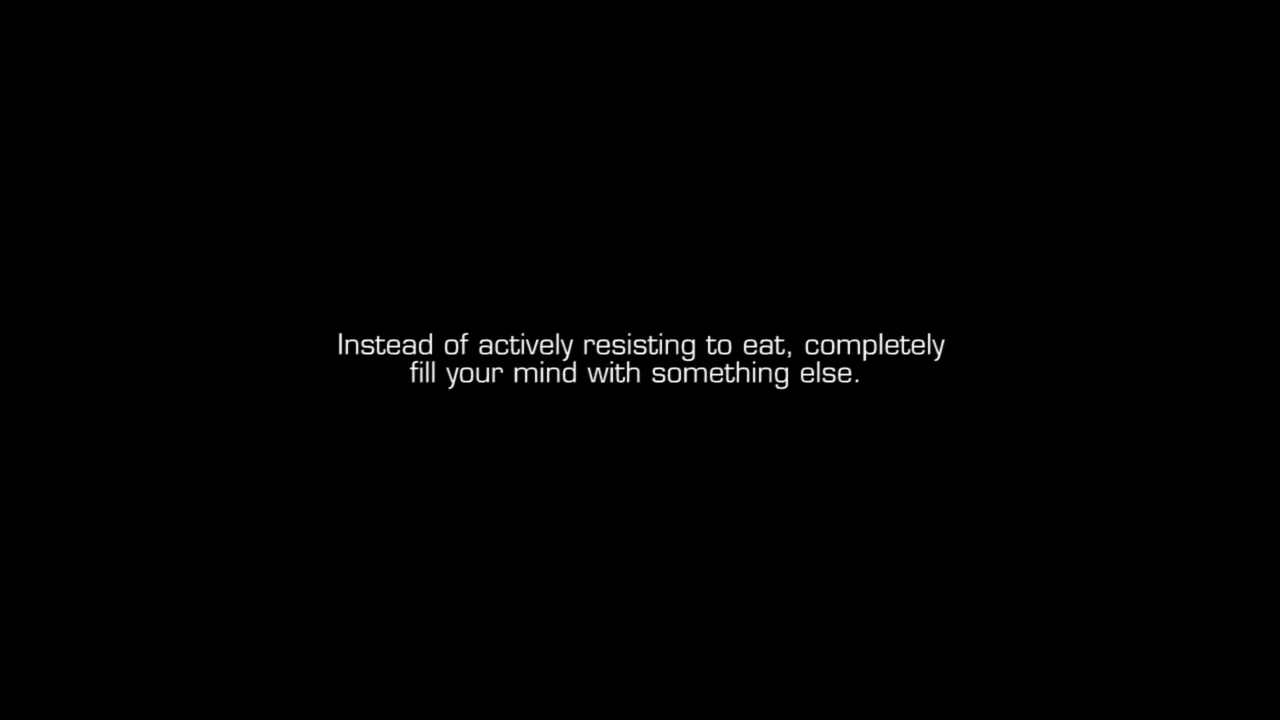 Instead of actively resisting to eat, completely
fill your mind with something else.